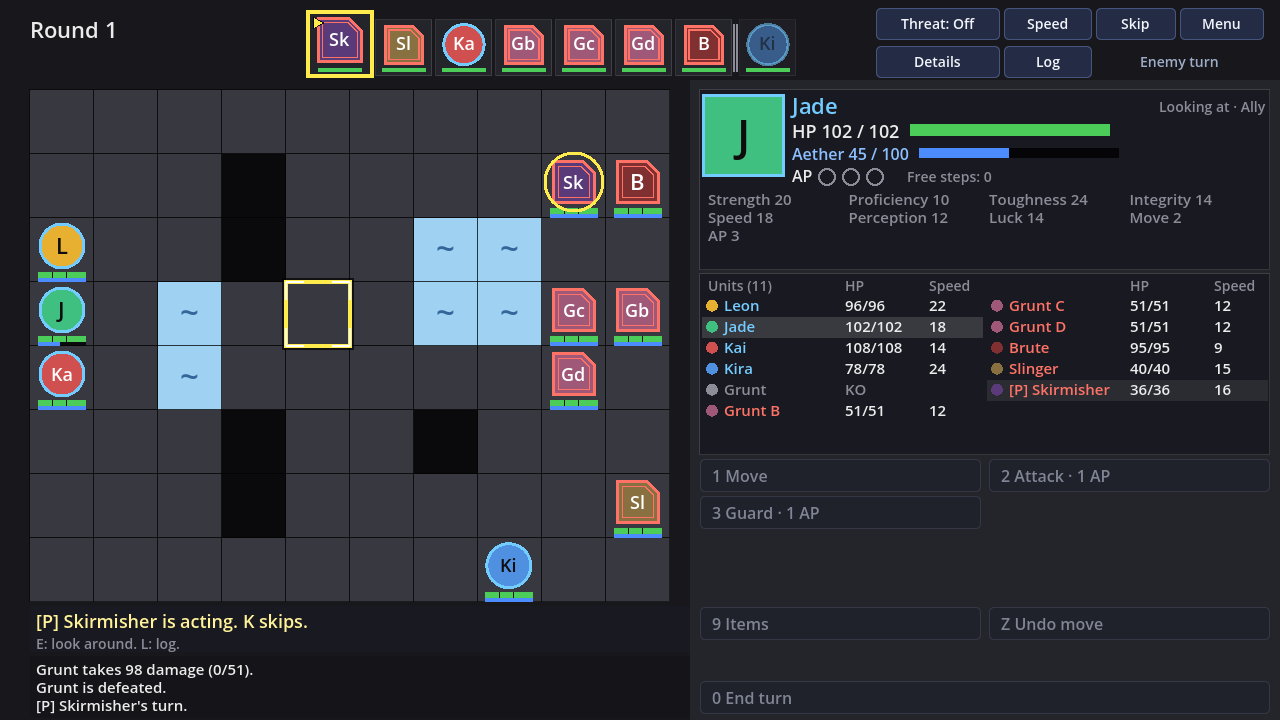 Round 1
Sk
Sl
Ka
Gb
Gc
Gd
B
Ki
Threat: Off
Speed
Skip
Menu
Details
Log
Enemy turn
Sk
B
L
~
~
J
~
~
~
Gc
Gb
Ka
~
Gd
Sl
Ki
[P] Skirmisher is acting. K skips.
E: look around. L: log.
Grunt takes 98 damage (0/51).
Grunt is defeated.
[P] Skirmisher's turn.
J
Jade
Looking at · Ally
HP 102 / 102
Aether 45 / 100
AP
Free steps: 0
Strength 20
Proficiency 10
Toughness 24
Integrity 14
Speed 18
Perception 12
Luck 14
Move 2
AP 3
Units (11)
HP
Speed
HP
Speed
Leon 96/96 22
Grunt C 51/51 12
Jade 102/102 18
Grunt D 51/51 12
Kai 108/108 14
Brute 95/95 9
Kira 78/78 24
Slinger 40/40 15
Grunt KO
[P] Skirmisher 36/36 16
Grunt B 51/51 12
1 Move
2 Attack · 1 AP
3 Guard · 1 AP
9 Items
Z Undo move
0 End turn